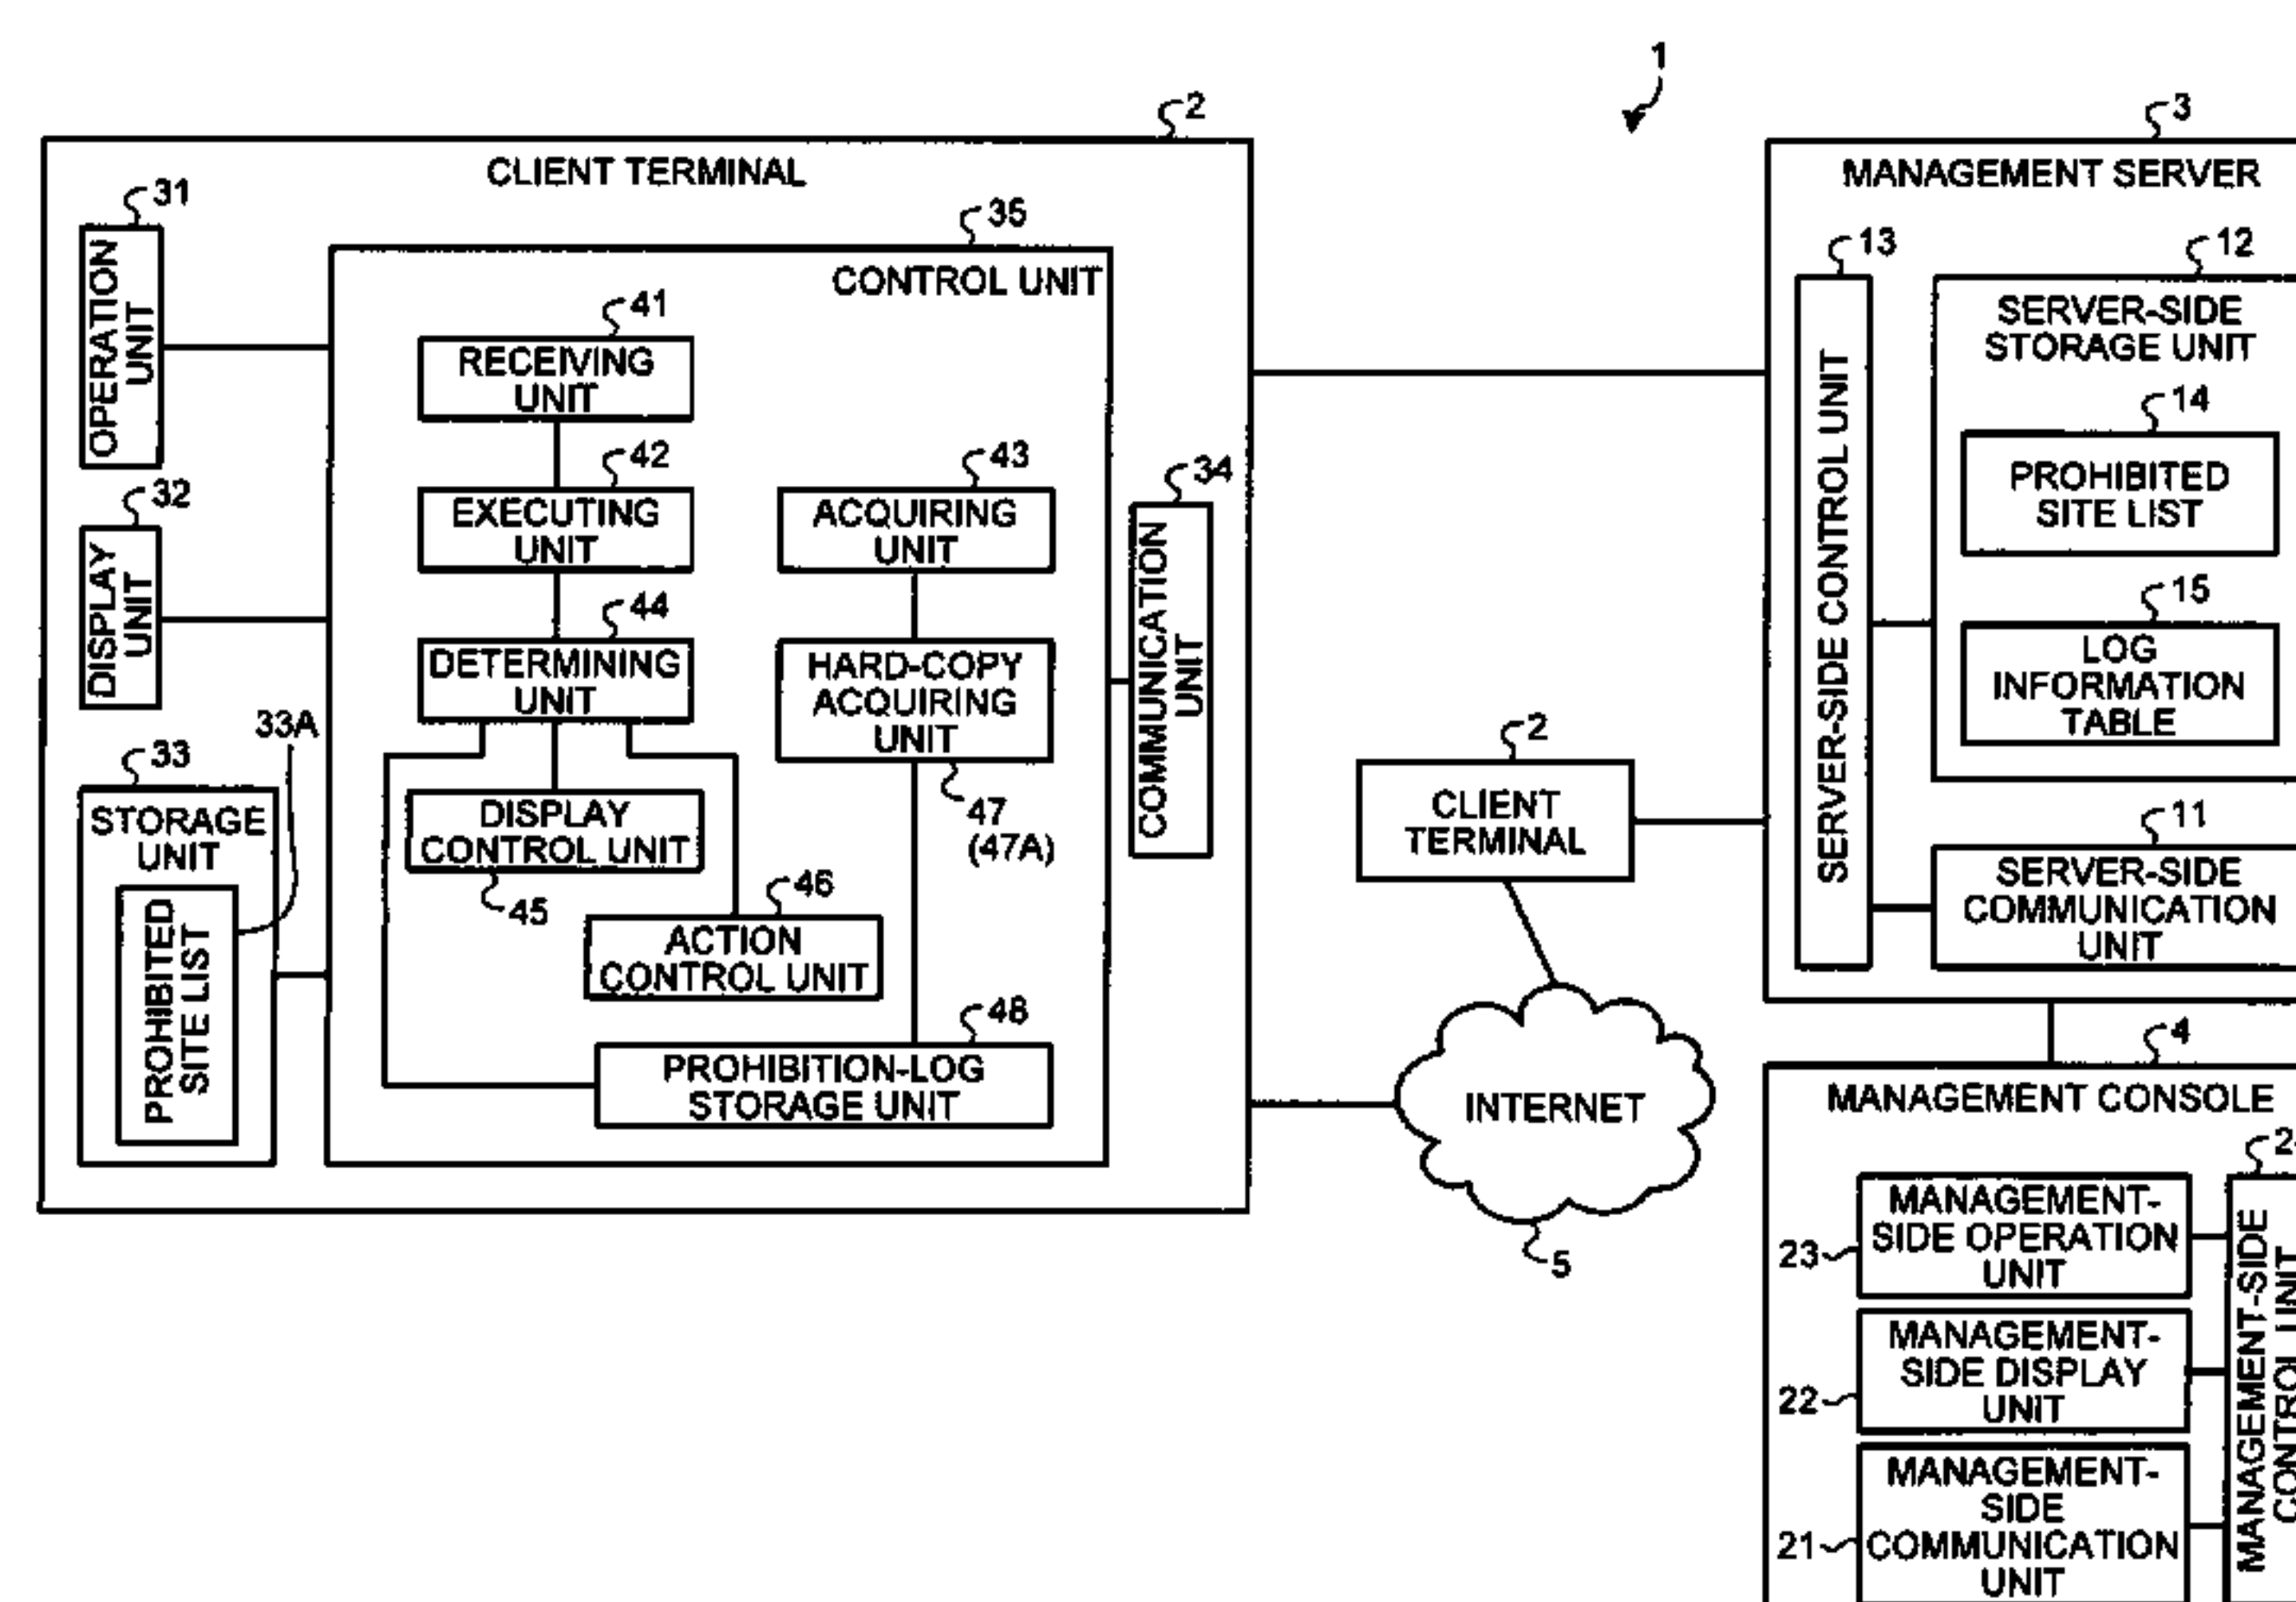 1
2
CLIENT TERMINAL
31
OPERATION
UNIT
32
DISPLAY
UNIT
33A
33
STORAGE
UNIT
PROHIBITED
SITE LIST
35
CONTROL UNIT
41
RECEIVING
UNIT
42
EXECUTING
UNIT
43
ACQUIRING
UNIT
44
DETERMINING
UNIT
HARD-COPY
ACQUIRING
UNIT
47
(47A)
DISPLAY
CONTROL UNIT
45
46
ACTION
CONTROL UNIT
48
PROHIBITION-LOG
STORAGE UNIT
34
COMMUNICATION
UNIT
2
CLIENT
TERMINAL
INTERNET
5
3
MANAGEMENT SERVER
13
SERVER-SIDE CONTROL UNIT
12
SERVER-SIDE
STORAGE UNIT
14
PROHIBITED
SITE LIST
15
LOG
INFORMATION
TABLE
11
SERVER-SIDE
COMMUNICATION
UNIT
4
MANAGEMENT CONSOLE
23
MANAGEMENT-
SIDE OPERATION
UNIT
22
MANAGEMENT-
SIDE DISPLAY
UNIT
21
MANAGEMENT-
SIDE
COMMUNICATION
UNIT
MANAGEMENT-SIDE
CONTROL UNIT